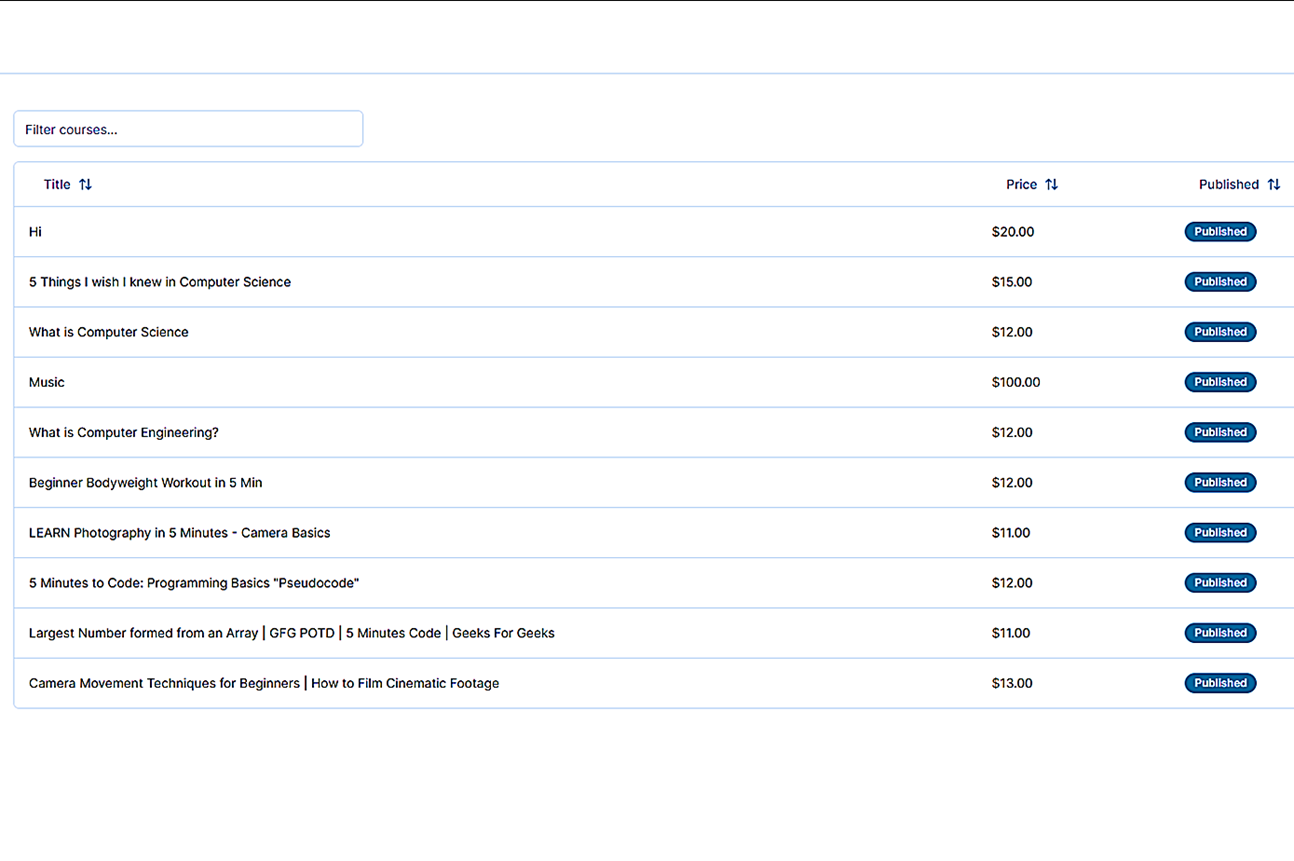 Filter courses...
Title Price Published
Hi $20.00 Published
5 Things I wish I knew in Computer Science $15.00 Published
What is Computer Science $12.00 Published
Music $100.00 Published
What is Computer Engineering? $12.00 Published
Beginner Bodyweight Workout in 5 Min $12.00 Published
LEARN Photography in 5 Minutes - Camera Basics $11.00 Published
5 Minutes to Code: Programming Basics "Pseudocode" $12.00 Published
Largest Number formed from an Array | GFG POTD | 5 Minutes Code | Geeks For Geeks $11.00 Published
Camera Movement Techniques for Beginners | How to Film Cinematic Footage $13.00 Published